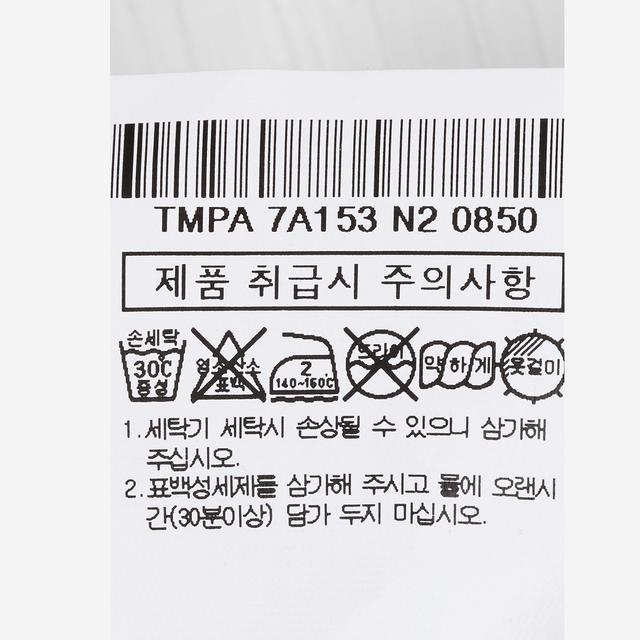 TMPA 7A153 N2 0850
제품 취급시 주의사항
손세탁
30℃
중성
염소산소
표백
2
140~160℃
드라이
약하게
옷걸이
1. 세탁기 세탁시 손상될 수 있으니 삼가해
주십시오.
2. 표백성세제를 삼가해 주시고 물에 오랜시
간(30분이상) 담가 두지 마십시오.